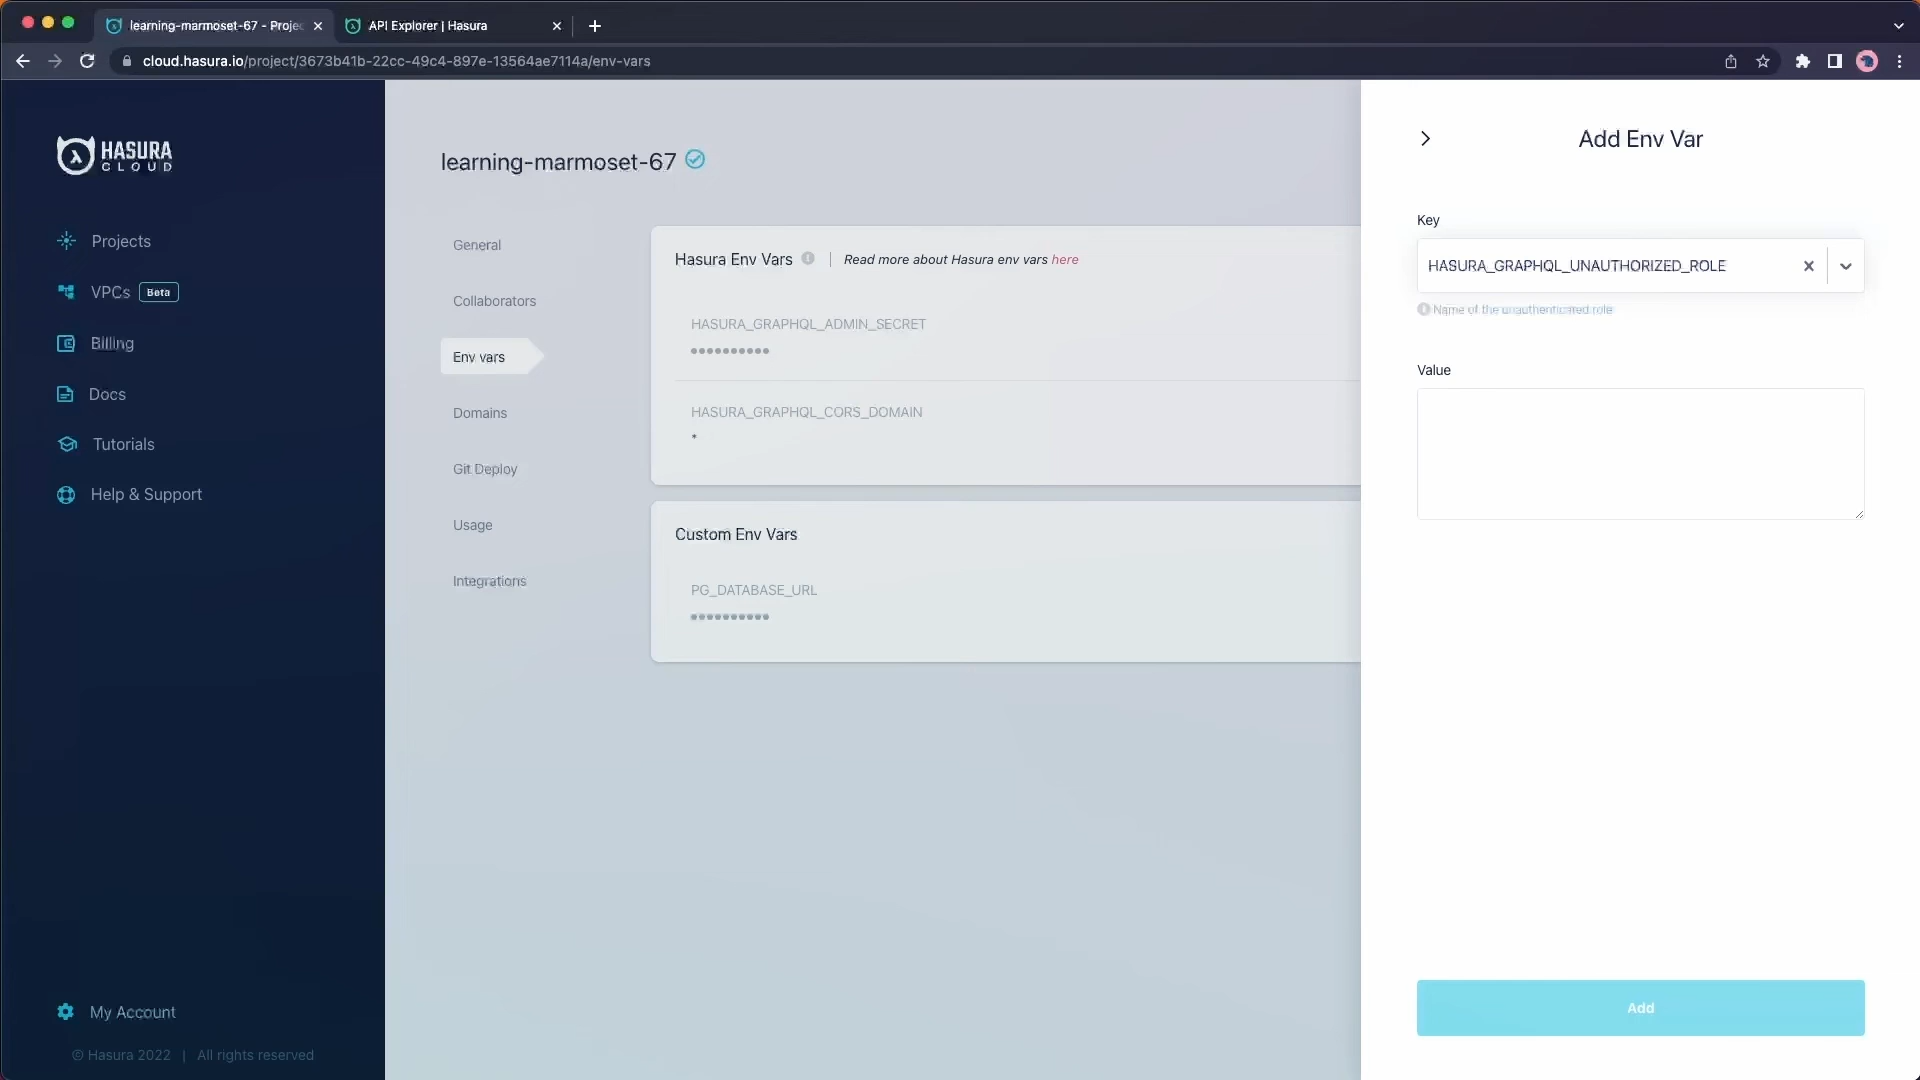 learning-marmoset-67 - Projec
API Explorer | Hasura
cloud.hasura.io/project/3673b41b-22cc-49c4-897e-13564ae7114a/env-vars
HASURA
CLOUD
Projects
VPCs Beta
Billing
Docs
Tutorials
Help & Support
My Account
© Hasura 2022 | All rights reserved
learning-marmoset-67
General
Collaborators
Env vars
Domains
Git Deploy
Usage
Integrations
Hasura Env Vars | Read more about Hasura env vars here
HASURA_GRAPHQL_ADMIN_SECRET
••••••••••
HASURA_GRAPHQL_CORS_DOMAIN
*
Custom Env Vars
PG_DATABASE_URL
••••••••••
Add Env Var
Key
HASURA_GRAPHQL_UNAUTHORIZED_ROLE
Name of the unauthenticated role
Value
Add